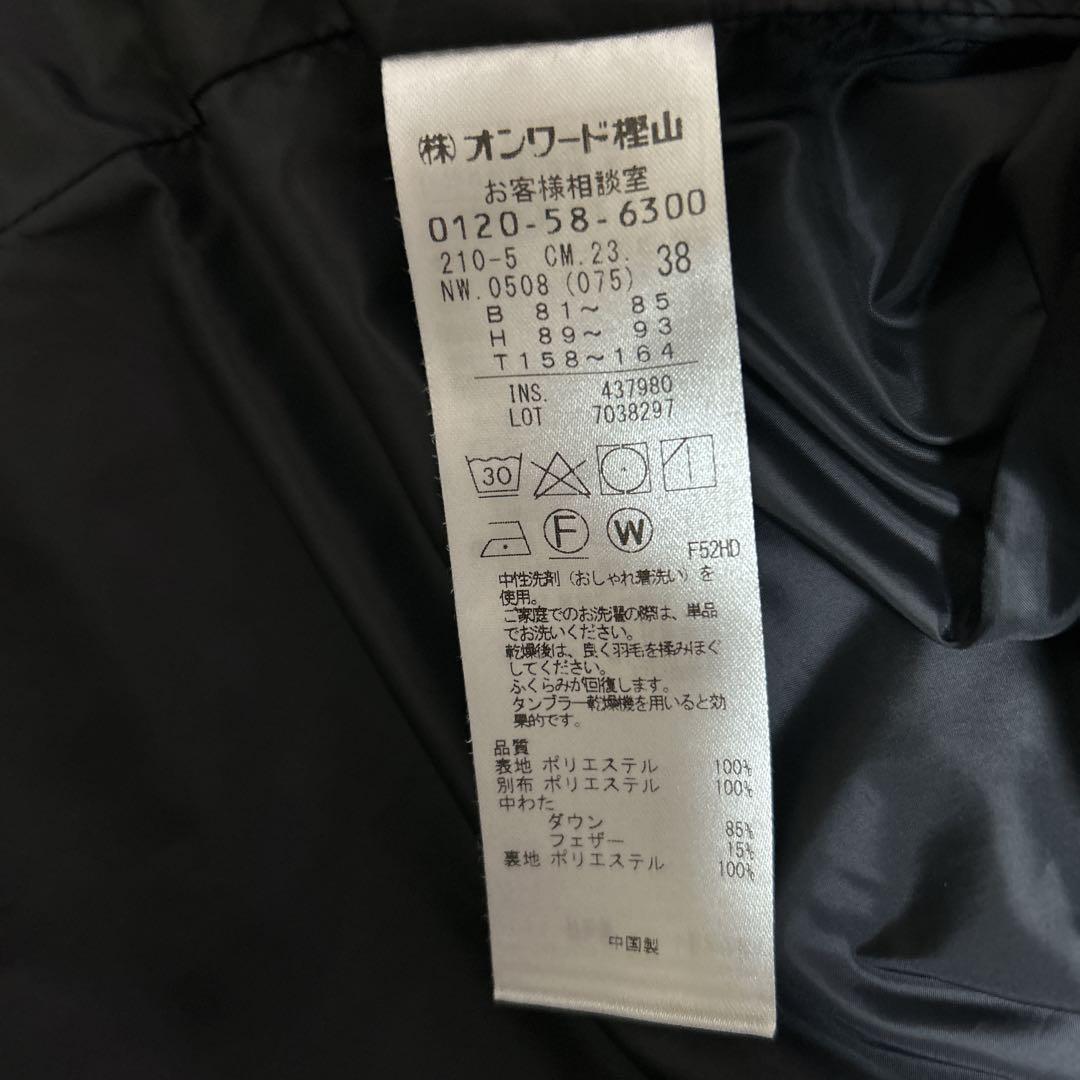 ㈱オンワード樫山
お客様相談室
0120-58-6300
210-5 CM.23. 38
NW.0508 (075)
B 81~ 85
H 89~ 93
T158~164
INS. 437980
LOT 7038297
30
F W F52HD
中性洗剤（おしゃれ着洗い）を
使用。
ご家庭でのお洗濯の際は、単品
でお洗いください。
乾燥後は、良く羽毛を揉みほぐ
してください。
ふくらみが回復します。
タンブラー乾燥機を用いると効
果的です。
品質
表地 ポリエステル 100%
別布 ポリエステル 100%
中わた
ダウン 85%
フェザー 15%
裏地 ポリエステル 100%
中国製